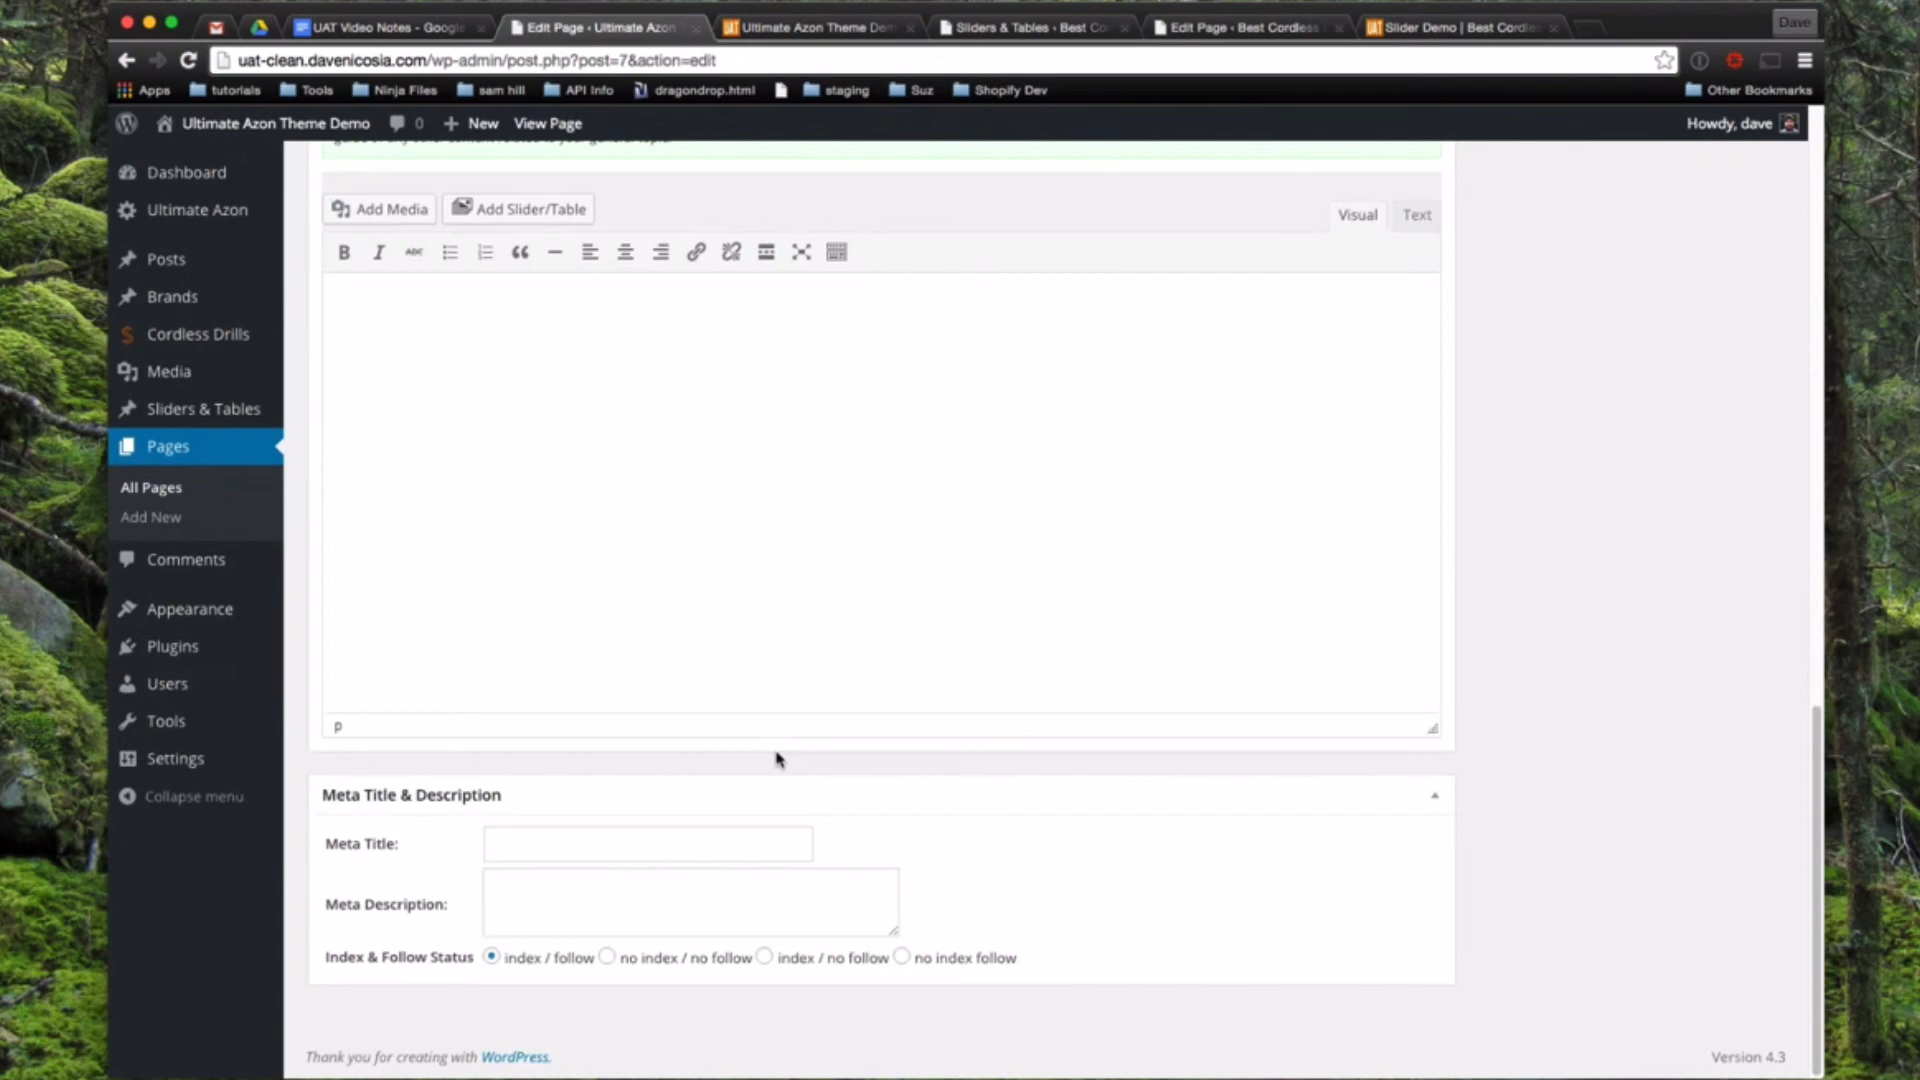 UAT Video Notes - Google
Edit Page ‹ Ultimate Azon
Ultimate Azon Theme Dem
Sliders & Tables ‹ Best Co
Edit Page ‹ Best Cordless
Slider Demo | Best Cordle
Dave
uat-clean.davenicosia.com/wp-admin/post.php?post=7&action=edit
Apps tutorials Tools Ninja Files sam hill API Info dragondrop.html staging Suz Shopify Dev Other Bookmarks
Ultimate Azon Theme Demo 0 New View Page Howdy, dave
Dashboard
Ultimate Azon
Posts
Brands
Cordless Drills
Media
Sliders & Tables
Pages
All Pages
Add New
Comments
Appearance
Plugins
Users
Tools
Settings
Collapse menu
Add Media Add Slider/Table Visual Text
B I ABC
p
Meta Title & Description
Meta Title:
Meta Description:
Index & Follow Status index / follow no index / no follow index / no follow no index follow
Thank you for creating with WordPress. Version 4.3